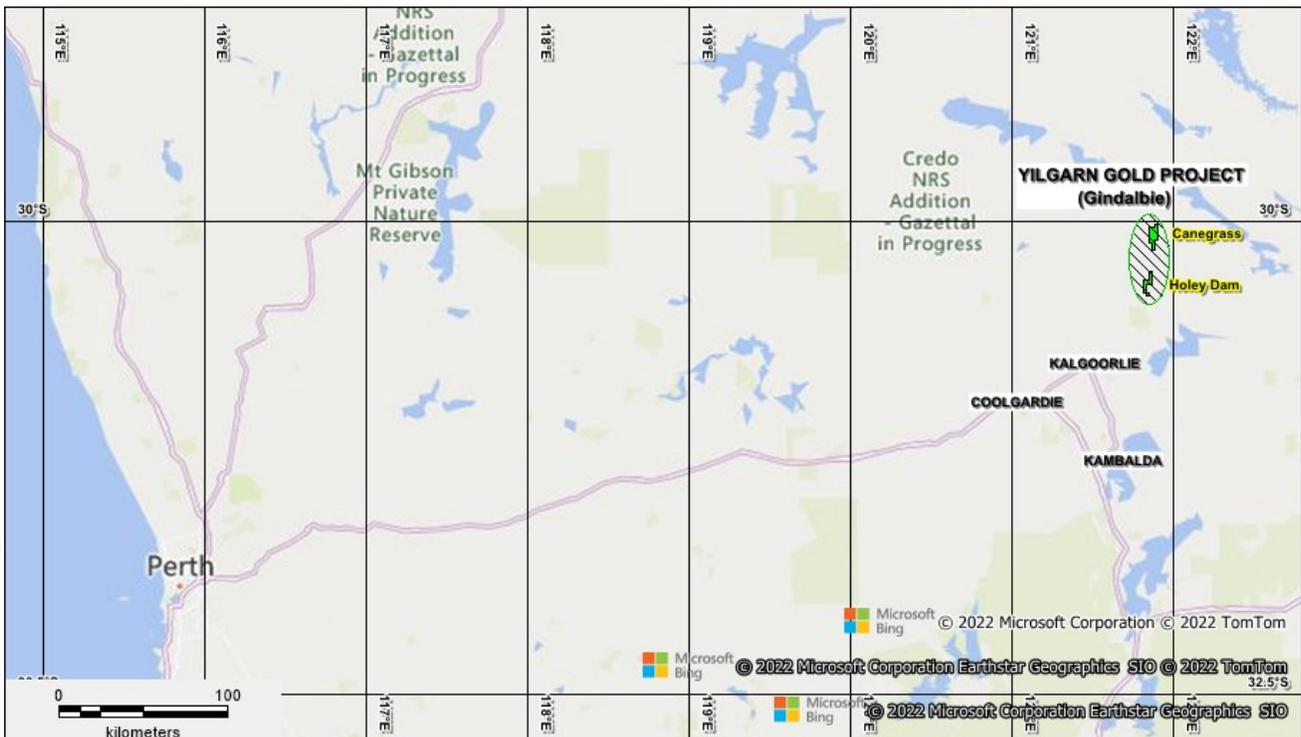 115°E
116°E
117°E
118°E
119°E
120°E
121°E
122°E
NRS
Addition
- Gazettal
in Progress
Mt Gibson
Private
Nature
Reserve
Credo
NRS
Addition
- Gazettal
in Progress
YILGARN GOLD PROJECT
(Gindalbie)
30°S
30°S
Canegrass
Holey Dam
KALGOORLIE
COOLGARDIE
KAMBALDA
Perth
Microsoft
Bing
© 2022 Microsoft Corporation © 2022 TomTom
Microsoft
Bing
© 2022 Microsoft Corporation Earthstar Geographics SIO © 2022 TomTom
32.5°S
0 100
kilometers
117°E
118°E
119°E
Microsoft
Bing
© 2022 Microsoft Corporation Earthstar Geographics SIO